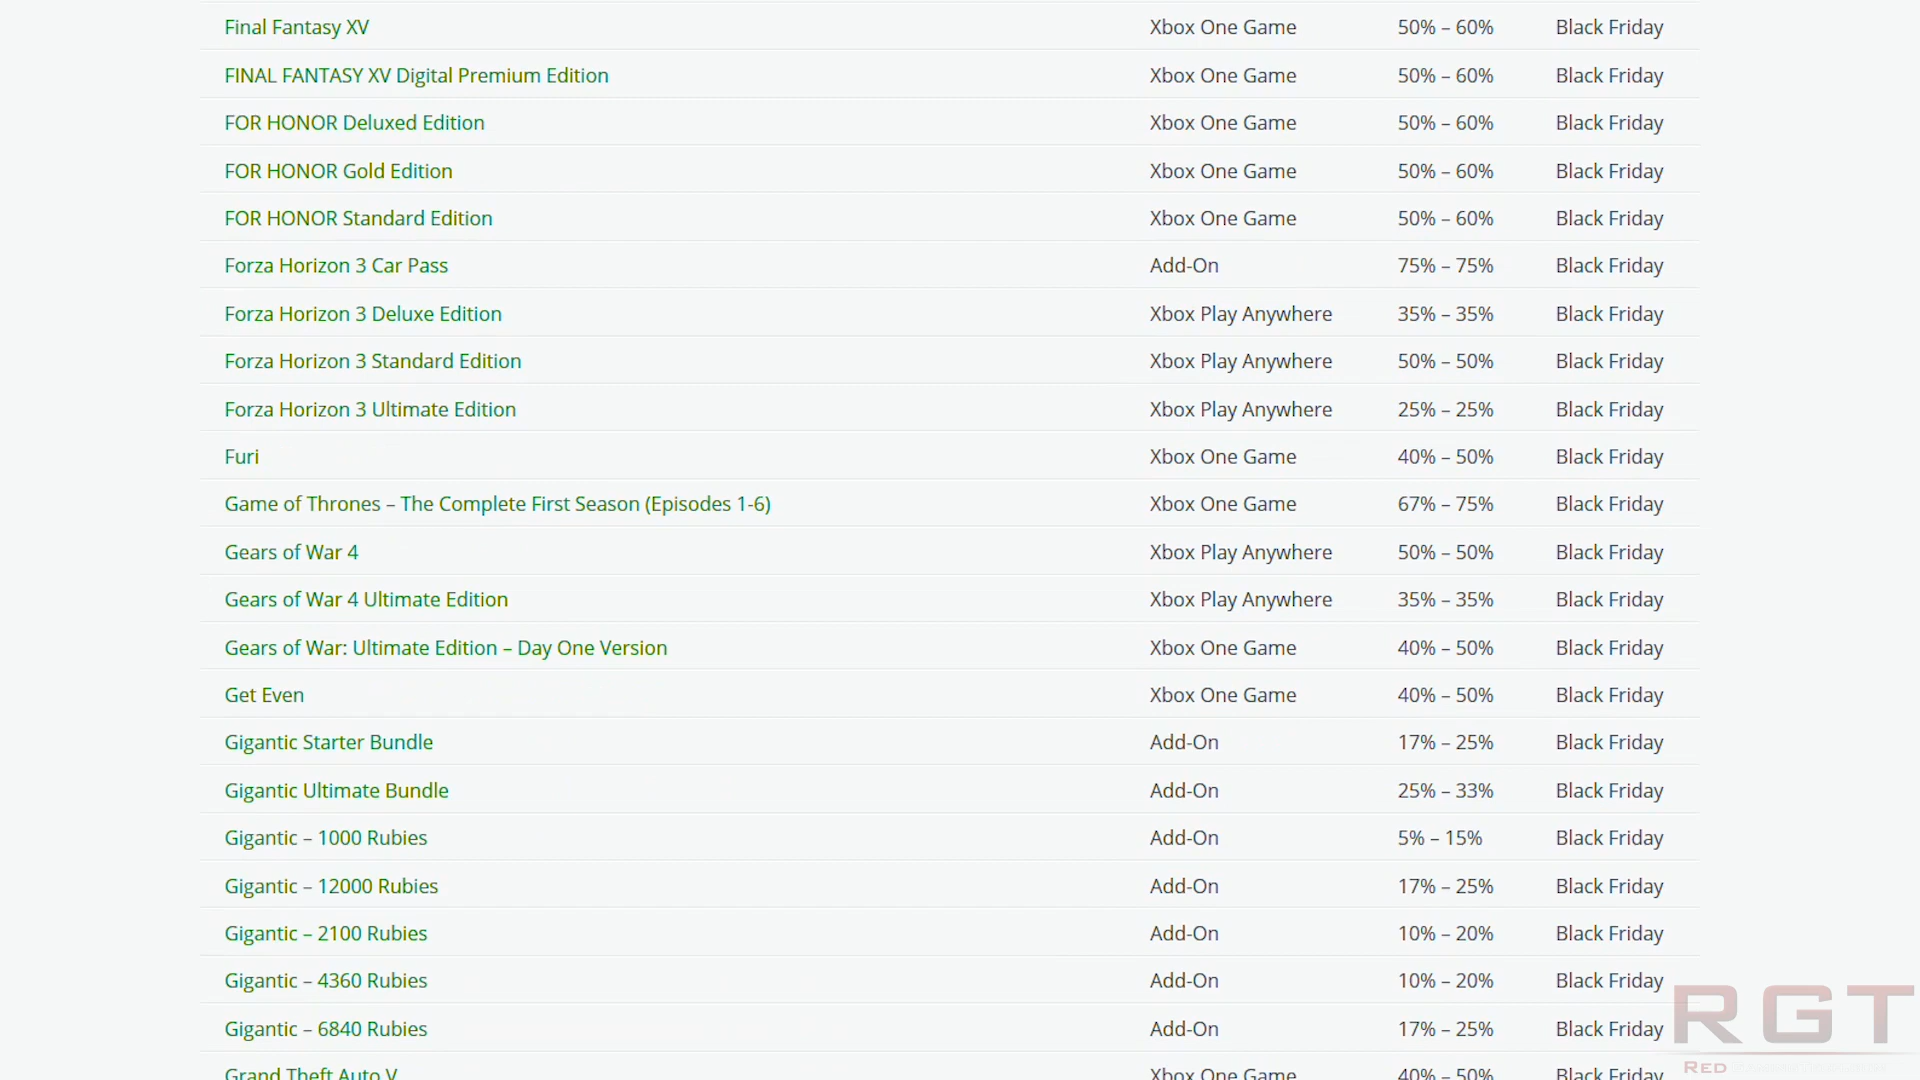 Final Fantasy XV Xbox One Game 50% – 60% Black Friday
FINAL FANTASY XV Digital Premium Edition Xbox One Game 50% – 60% Black Friday
FOR HONOR Deluxed Edition Xbox One Game 50% – 60% Black Friday
FOR HONOR Gold Edition Xbox One Game 50% – 60% Black Friday
FOR HONOR Standard Edition Xbox One Game 50% – 60% Black Friday
Forza Horizon 3 Car Pass Add-On 75% – 75% Black Friday
Forza Horizon 3 Deluxe Edition Xbox Play Anywhere 35% – 35% Black Friday
Forza Horizon 3 Standard Edition Xbox Play Anywhere 50% – 50% Black Friday
Forza Horizon 3 Ultimate Edition Xbox Play Anywhere 25% – 25% Black Friday
Furi Xbox One Game 40% – 50% Black Friday
Game of Thrones – The Complete First Season (Episodes 1-6) Xbox One Game 67% – 75% Black Friday
Gears of War 4 Xbox Play Anywhere 50% – 50% Black Friday
Gears of War 4 Ultimate Edition Xbox Play Anywhere 35% – 35% Black Friday
Gears of War: Ultimate Edition – Day One Version Xbox One Game 40% – 50% Black Friday
Get Even Xbox One Game 40% – 50% Black Friday
Gigantic Starter Bundle Add-On 17% – 25% Black Friday
Gigantic Ultimate Bundle Add-On 25% – 33% Black Friday
Gigantic – 1000 Rubies Add-On 5% – 15% Black Friday
Gigantic – 12000 Rubies Add-On 17% – 25% Black Friday
Gigantic – 2100 Rubies Add-On 10% – 20% Black Friday
Gigantic – 4360 Rubies Add-On 10% – 20% Black Friday
Gigantic – 6840 Rubies Add-On 17% – 25% Black Friday
Grand Theft Auto V Xbox One Game 40% – 50% Black Friday
RGT
RED